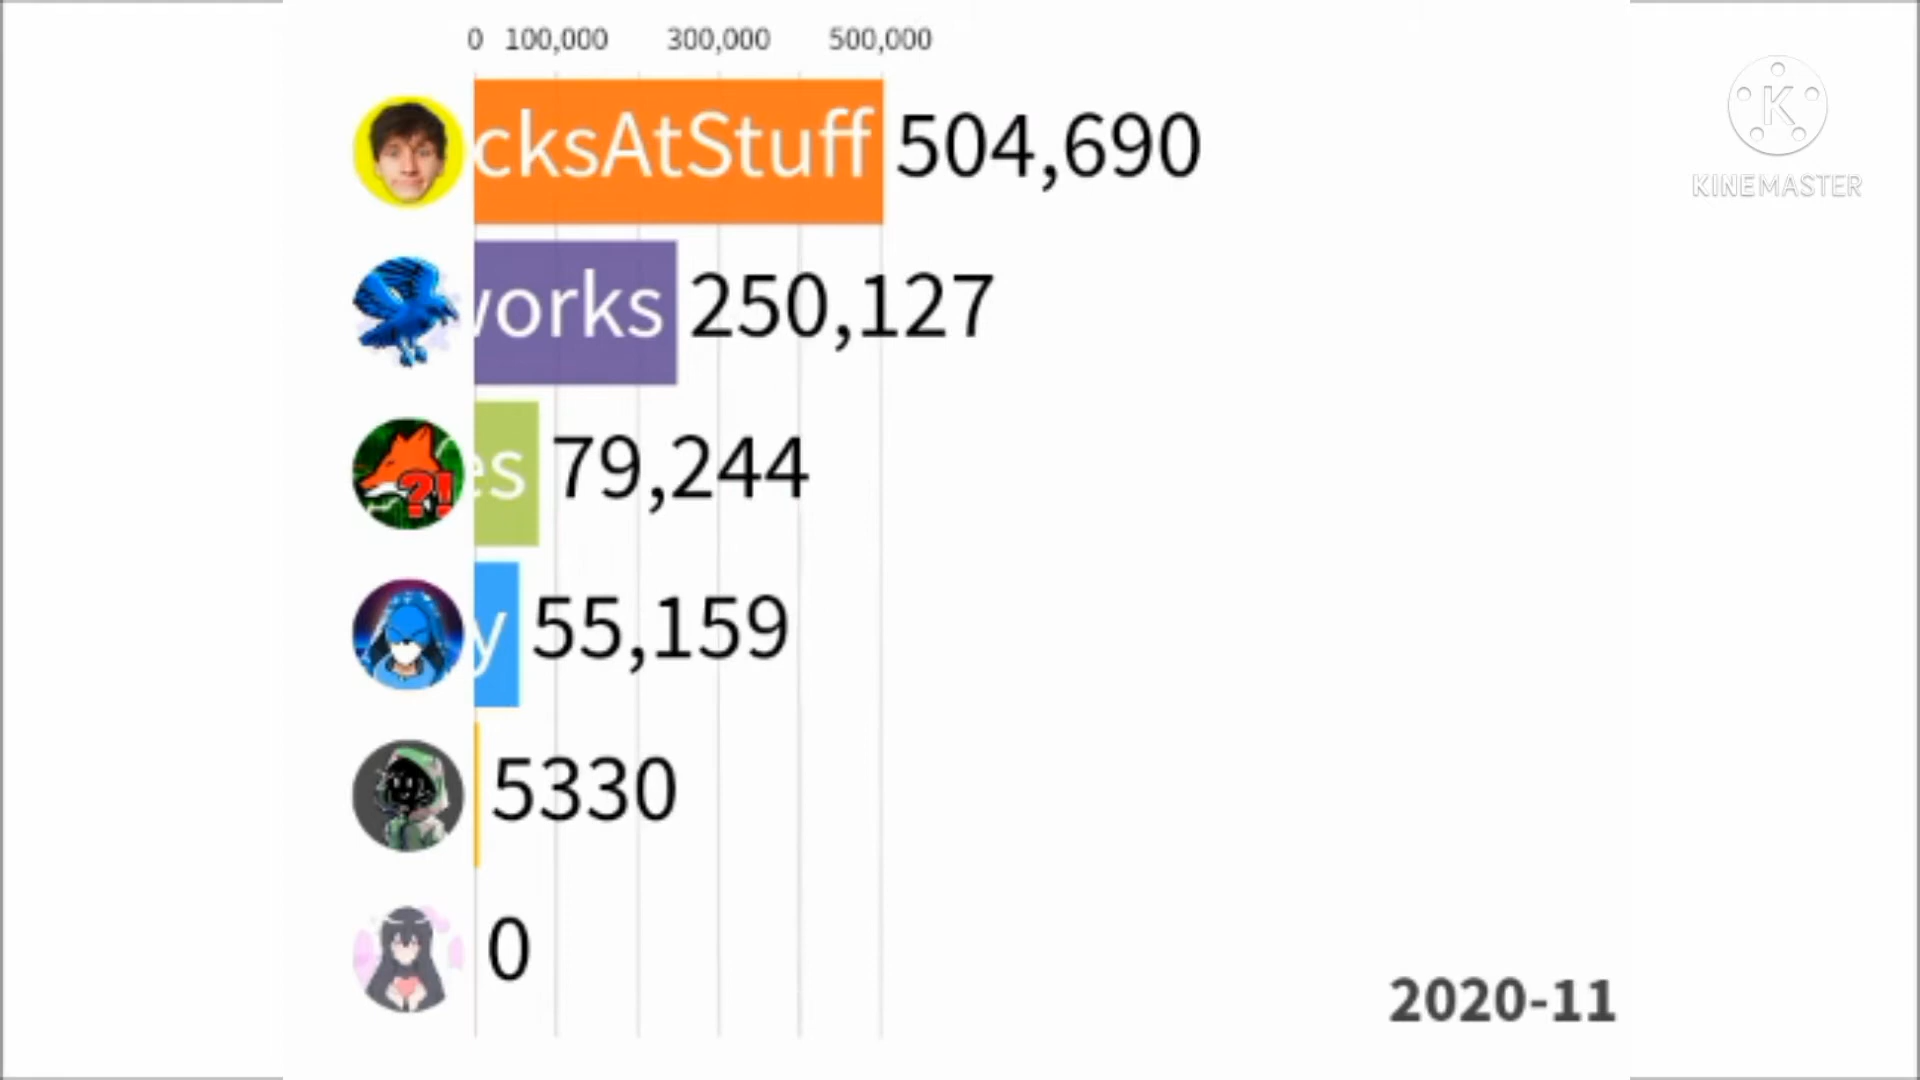 0 100,000 300,000 500,000
cksAtStuff 504,690
works 250,127
es 79,244
y 55,159
5330
0
2020-11
K
KINEMASTER